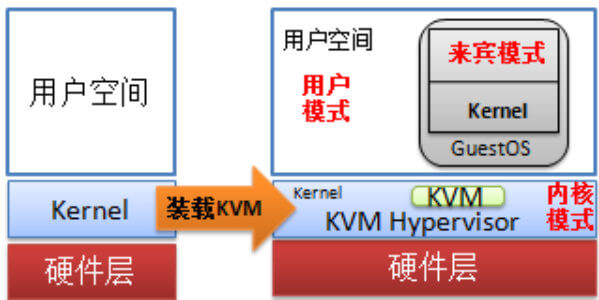 用户空间
Kernel
硬件层
装载KVM
用户空间
用户
模式
来宾模式
Kernel
GuestOS
Kernel
KVM
KVM Hypervisor
内核
模式
硬件层